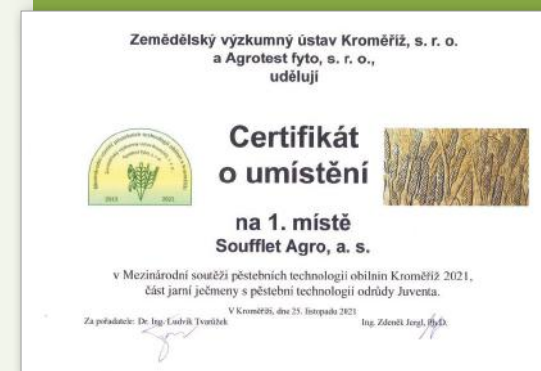 Zemědělský výzkumný ústav Kroměříž, s. r. o.
a Agrotest fyto, s. r. o.,
udělují
Certifikát
o umístění
2013
2021
na 1. místě
Soufflet Agro, a. s.
v Mezinárodní soutěži pěstebních technologií obilnin Kroměříž 2021,
část jarní ječmeny s pěstební technologií odrůdy Juventa.
V Kroměříži, dne 25. listopadu 2021
Za pořadatele: Dr. Ing. Ludvík Tvarůžek
Ing. Zdeněk Jergl, Ph.D.